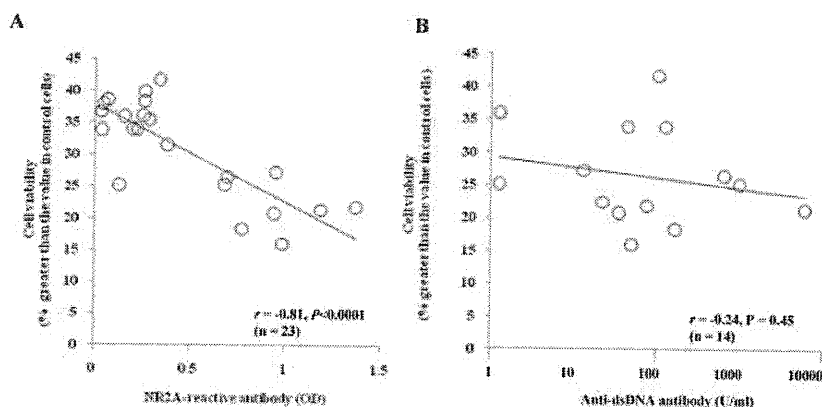 A
Cell viability
(% greater than the value in control cells)
45
40
35
30
25
20
15
10
5
0
0
0.5
1
1.5
r = -0.81, P<0.0001
(n = 23)
NR2A-reactive antibody (OD)
B
Cell viability
(% greater than the value in control cells)
45
40
35
30
25
20
15
10
5
0
1
10
100
1000
10000
r = -0.24, P = 0.45
(n = 14)
Anti-dsDNA antibody (U/ml)